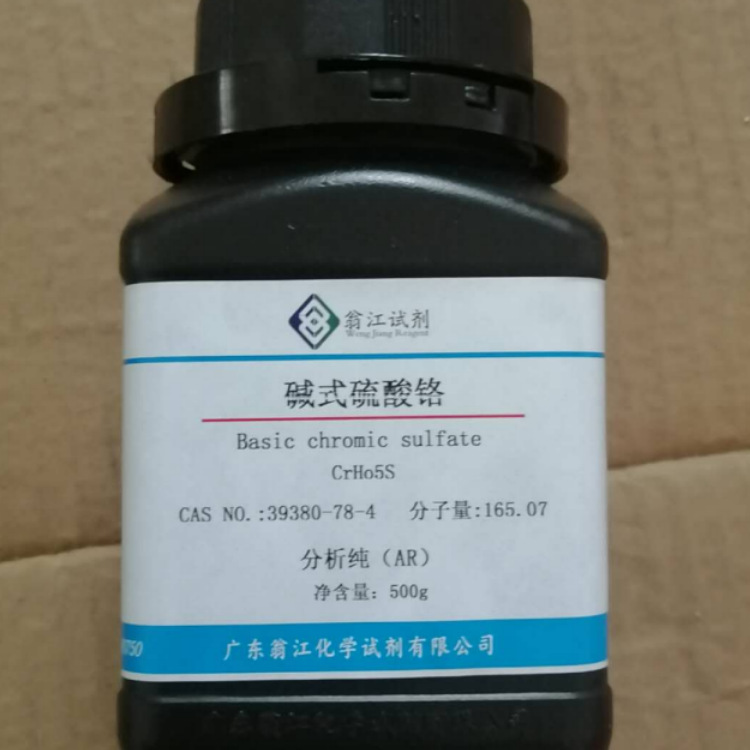 翁江试剂
Weng Jiang Reagent
碱式硫酸铬
Basic chromic sulfate
CrHo5S
CAS NO.:39380-78-4 分子量:165.07
分析纯（AR）
净含量：500g
广东翁江化学试剂有限公司